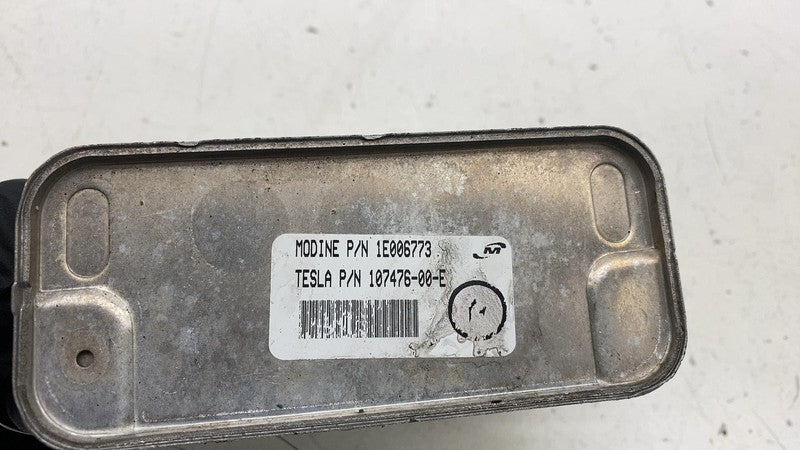 MODINE P/N 1E006773
TESLA P/N 107476-00-E